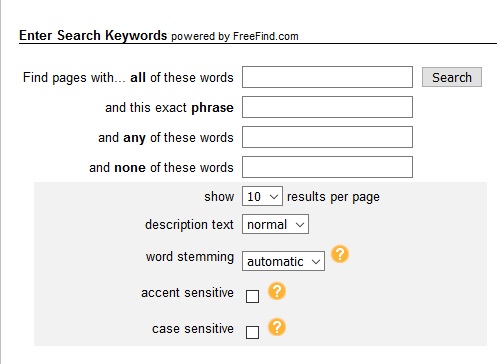 Enter Search Keywords powered by FreeFind.com
Find pages with... all of these words Search
and this exact phrase
and any of these words
and none of these words
show 10 results per page
description text normal
word stemming automatic ?
accent sensitive ?
case sensitive ?